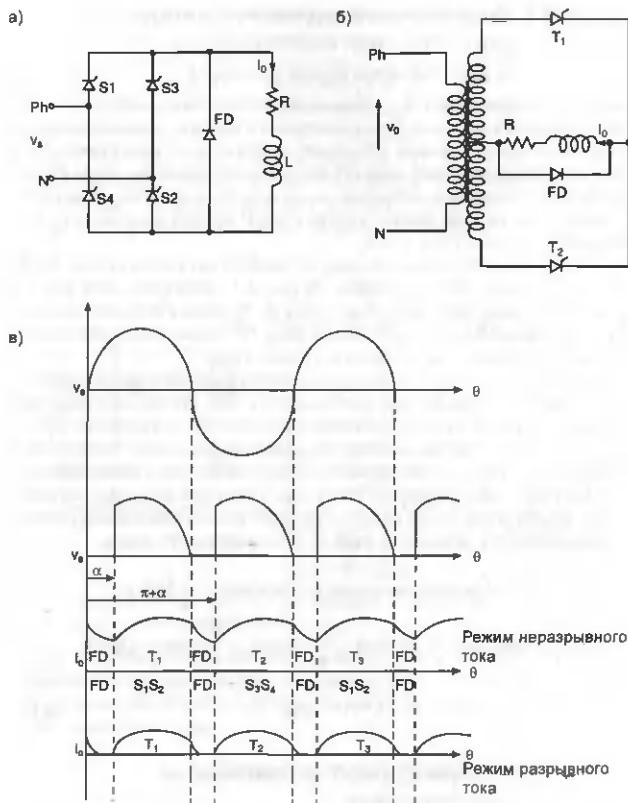 а)
б)
S1
S3
FD
i₀
R
L
Ph
vₐ
N
S4
S2
T₁
Ph
v₀
R
i₀
FD
N
T₂
в)
θ
θ
α
π+α
i₀
FD
T₁
FD
T₂
FD
T₃
FD
Режим неразрывного
тока
θ
FD
S₁S₂
FD
S₃S₄
FD
S₁S₂
FD
T₁
T₂
T₃
θ
Режим разрывного
тока